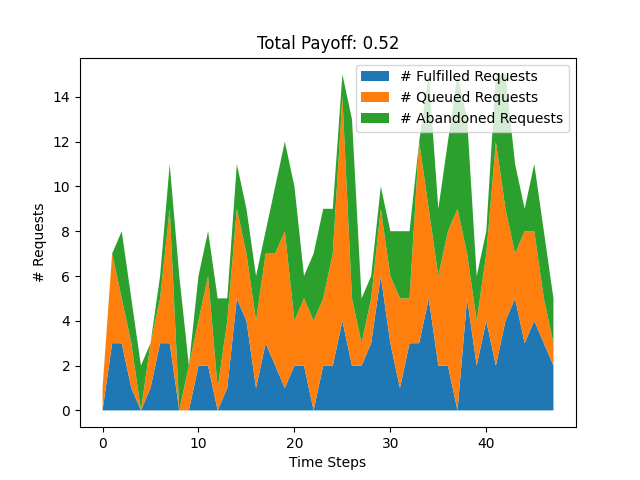 Total Payoff: 0.52
# Fulfilled Requests
# Queued Requests
# Abandoned Requests
14
12
10
8
6
4
2
0
# Requests
0 10 20 30 40
Time Steps